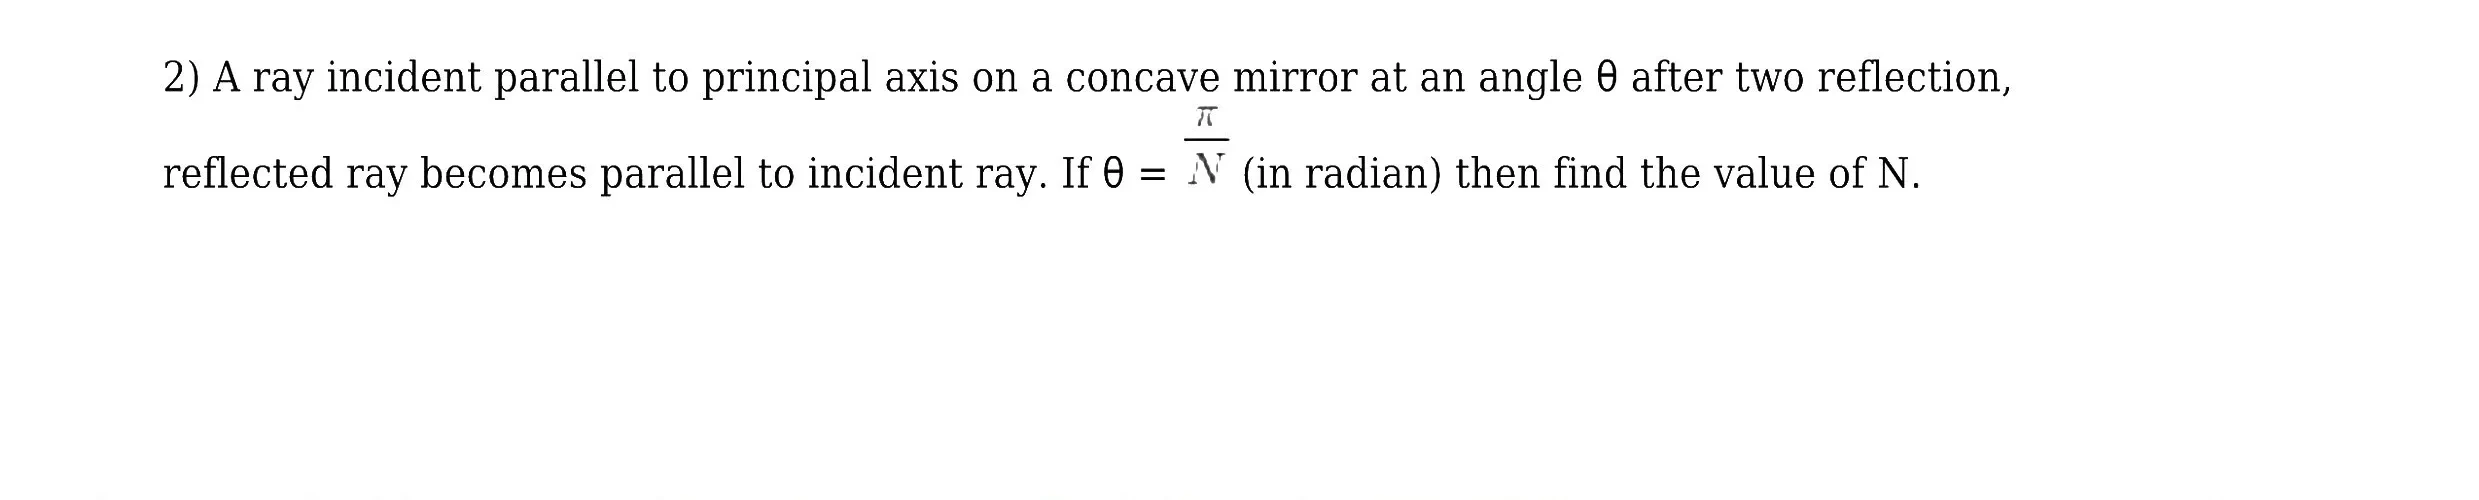 2) A ray incident parallel to principal axis on a concave mirror at an angle θ after two reflection,
reflected ray becomes parallel to incident ray. If θ = π/N (in radian) then find the value of N.